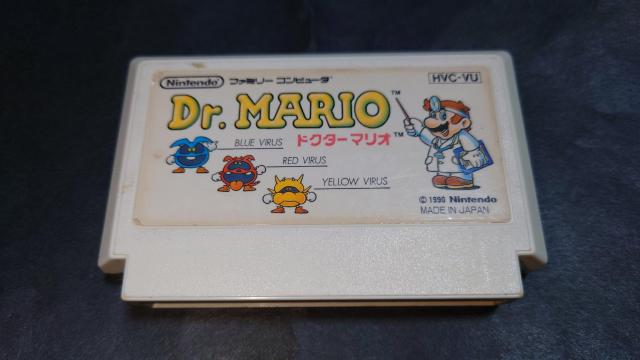 Nintendo ファミリー コンピュータ HVC-VU
Dr. MARIO™
ドクターマリオ™
BLUE VIRUS
RED VIRUS
YELLOW VIRUS
© 1990 Nintendo
MADE IN JAPAN